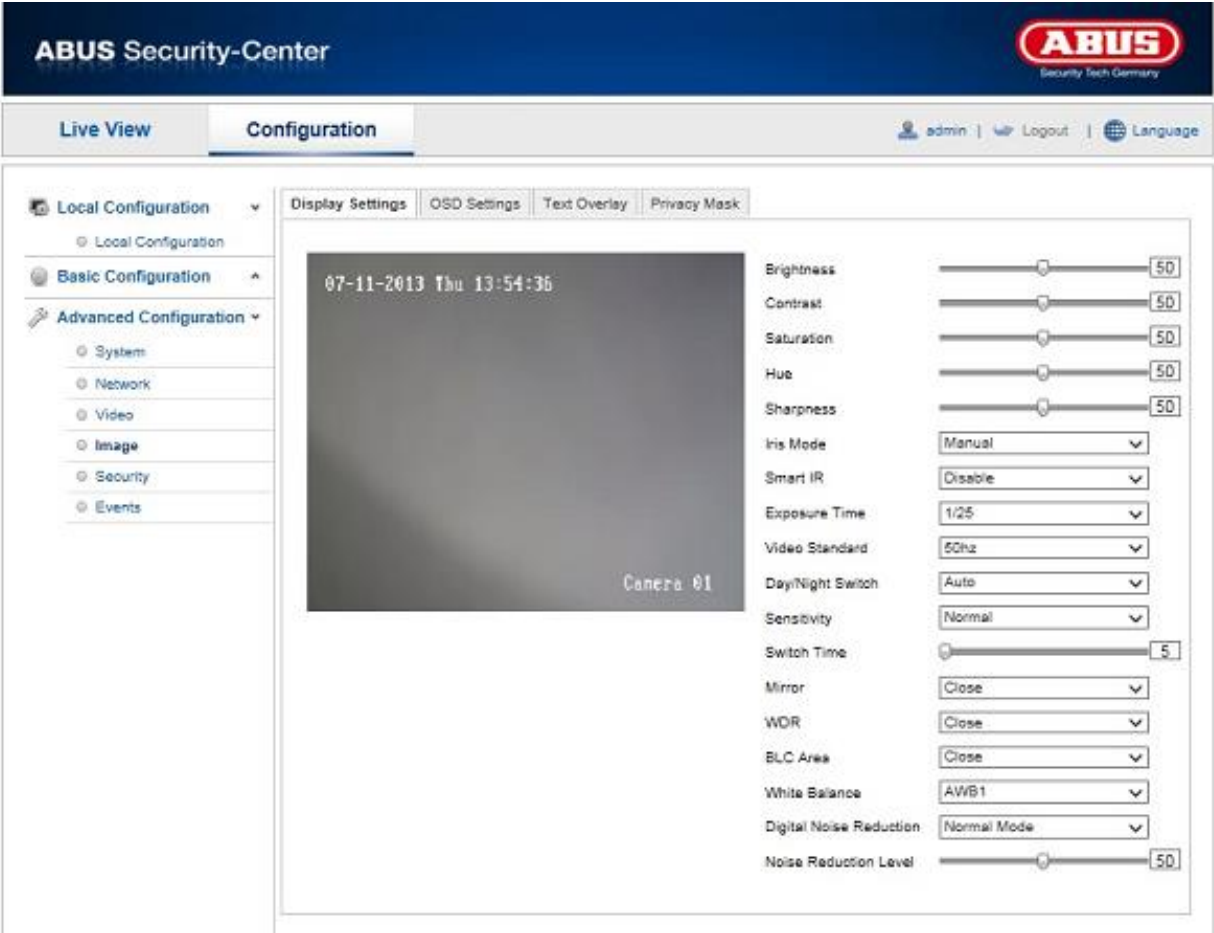 ABUS Security-Center
ABUS
Security Tech Germany
Live View
Configuration
admin | Logout | Language
Local Configuration
Local Configuration
Basic Configuration
Advanced Configuration
System
Network
Video
Image
Security
Events
Display Settings
OSD Settings
Text Overlay
Privacy Mask
07-11-2013 Thu 13:54:36
Camera 01
Brightness 50
Contrast 50
Saturation 50
Hue 50
Sharpness 50
Iris Mode Manual
Smart IR Disable
Exposure Time 1/25
Video Standard 50hz
Day/Night Switch Auto
Sensitivity Normal
Switch Time 5
Mirror Close
WDR Close
BLC Area Close
White Balance AWB1
Digital Noise Reduction Normal Mode
Noise Reduction Level 50